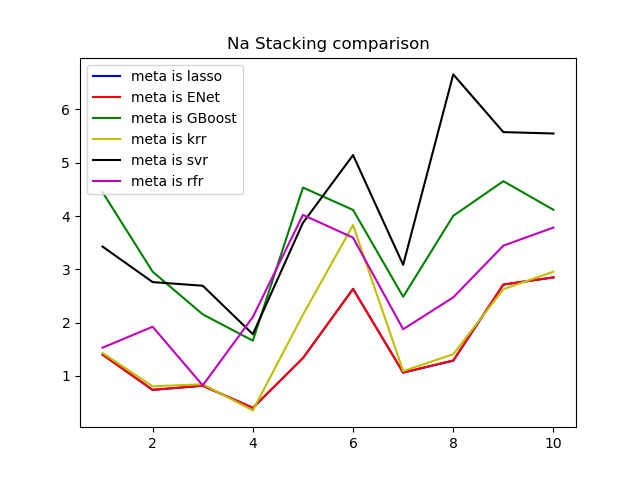 Na Stacking comparison
meta is lasso
meta is ENet
meta is GBoost
meta is krr
meta is svr
meta is rfr
6
5
4
3
2
1
2 4 6 8 10